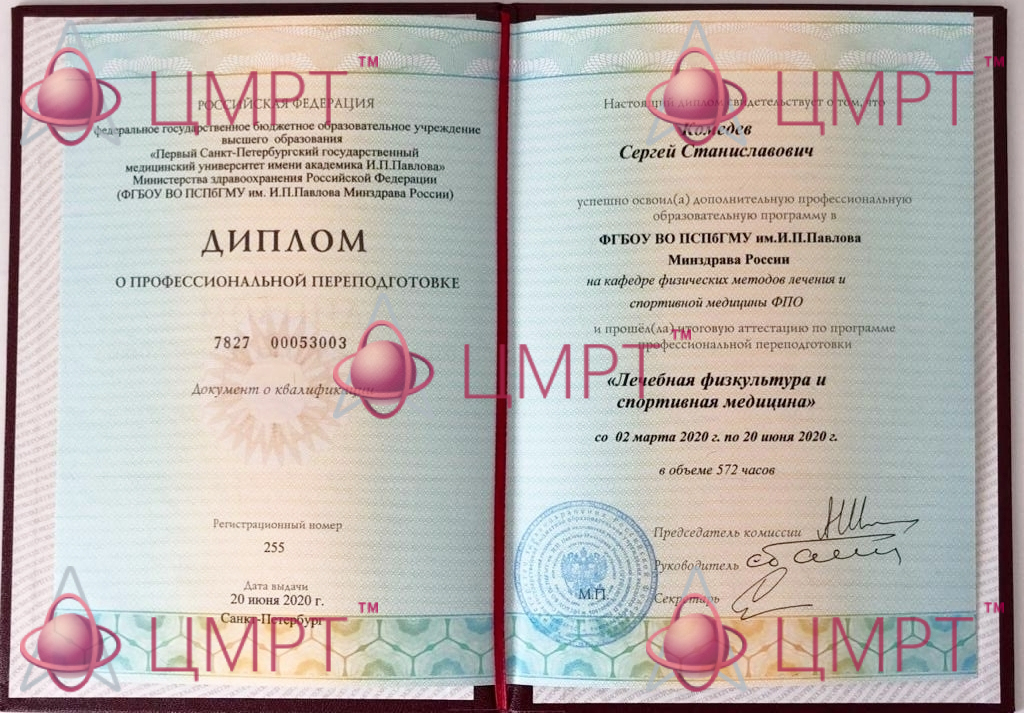 РОССИЙСКАЯ ФЕДЕРАЦИЯ
федеральное государственное бюджетное образовательное учреждение
высшего образования
«Первый Санкт-Петербургский государственный
медицинский университет имени академика И.П.Павлова»
Министерства здравоохранения Российской Федерации
(ФГБОУ ВО ПСПбГМУ им. И.П.Павлова Минздрава России)
ДИПЛОМ
О ПРОФЕССИОНАЛЬНОЙ ПЕРЕПОДГОТОВКЕ
7827 00053003
Документ о квалификации
Регистрационный номер
255
Дата выдачи
20 июня 2020 г.
Санкт-Петербург
Настоящий диплом свидетельствует о том, что
Комедев
Сергей Станиславович
успешно освоил(а) дополнительную профессиональную
образовательную программу в
ФГБОУ ВО ПСПбГМУ им.И.П.Павлова
Минздрава России
на кафедре физических методов лечения и
спортивной медицины ФПО
и прошёл(ла) итоговую аттестацию по программе
профессиональной переподготовки
«Лечебная физкультура и
спортивная медицина»
со 02 марта 2020 г. по 20 июня 2020 г.
в объеме 572 часов
Председатель комиссии
Руководитель
Секретарь
М.П.
ЦМРТ™
ЦМРТ™
ЦМРТ™
ЦМРТ™
ЦМРТ™